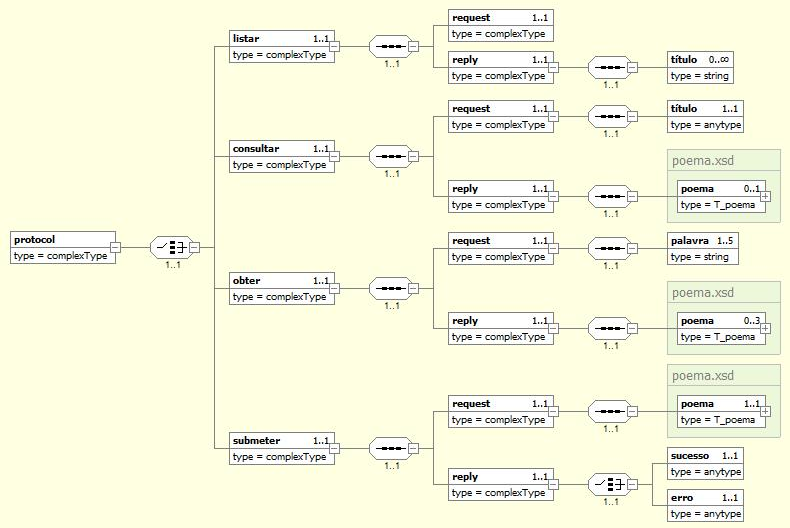 protocol
type = complexType
1..1
listar 1..1
type = complexType
1..1
request 1..1
type = complexType
reply 1..1
type = complexType
1..1
título 0..∞
type = string
consultar 1..1
type = complexType
1..1
request 1..1
type = complexType
1..1
título 1..1
type = anytype
reply 1..1
type = complexType
1..1
poema.xsd
poema 0..1
type = T_poema
obter 1..1
type = complexType
1..1
request 1..1
type = complexType
1..1
palavra 1..5
type = string
reply 1..1
type = complexType
1..1
poema.xsd
poema 0..3
type = T_poema
submeter 1..1
type = complexType
1..1
request 1..1
type = complexType
1..1
poema.xsd
poema 1..1
type = T_poema
reply 1..1
type = complexType
1..1
sucesso 1..1
type = anytype
erro 1..1
type = anytype